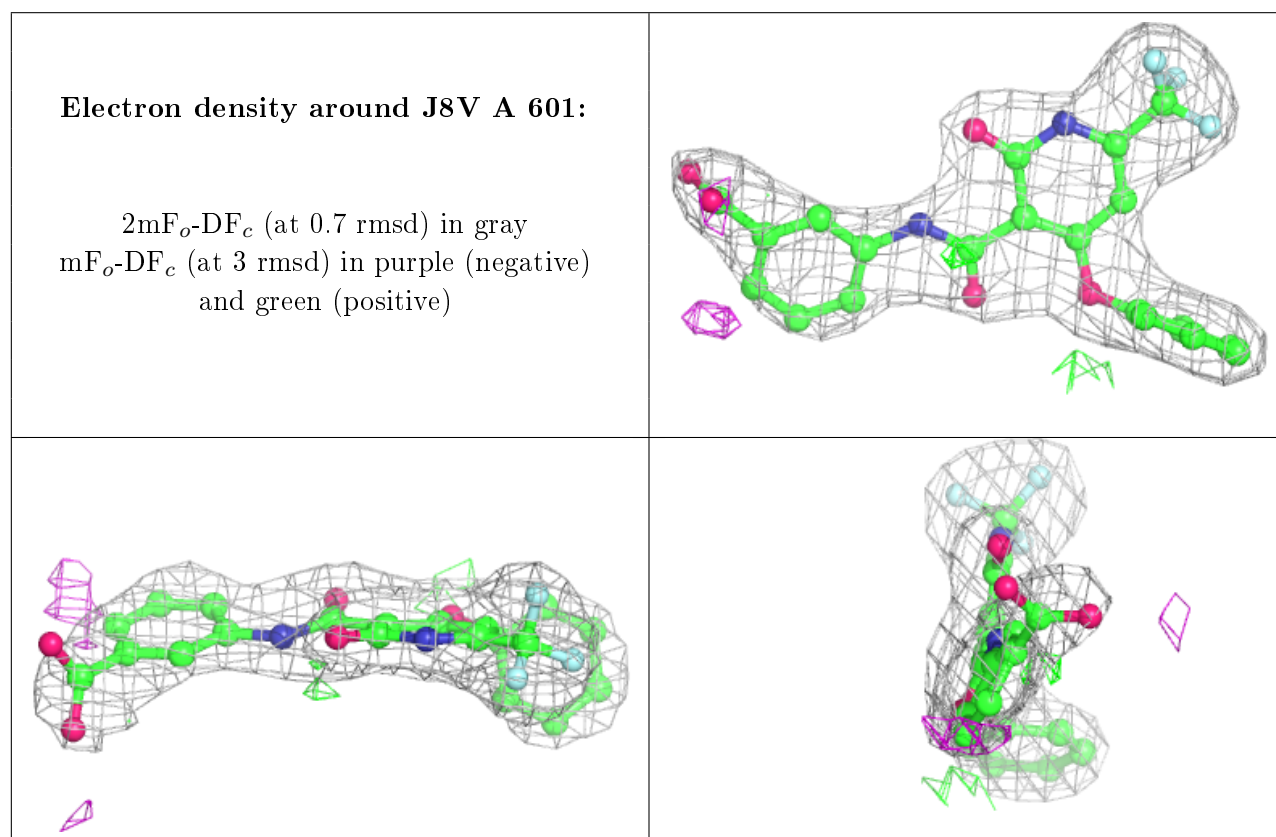 Electron density around J8V A 601:
2mFo-DFc (at 0.7 rmsd) in gray
mFo-DFc (at 3 rmsd) in purple (negative)
and green (positive)